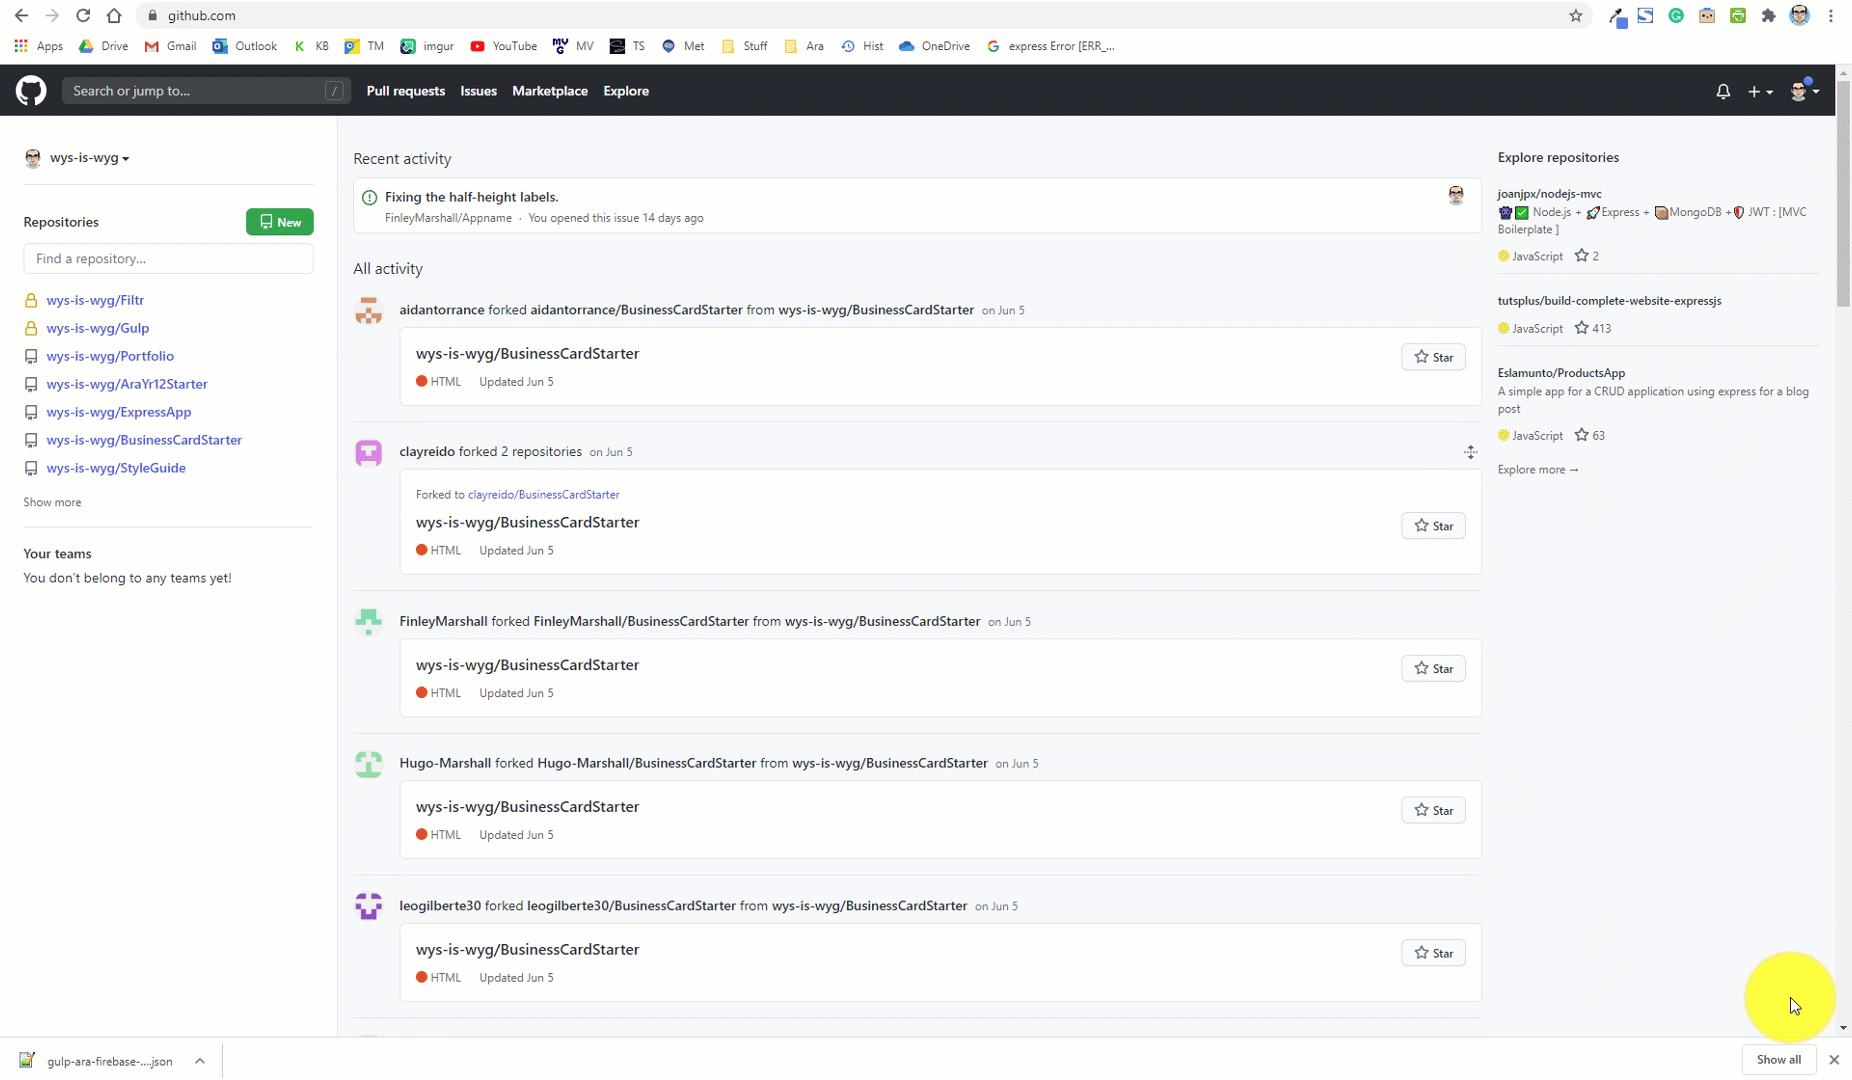 github.com
Apps Drive Gmail Outlook KB TM imgur YouTube MV TS Met Stuff Ara Hist OneDrive express Error [ERR_...
Search or jump to... /
Pull requests Issues Marketplace Explore
wys-is-wyg
Repositories
New
Find a repository...
wys-is-wyg/Filtr
wys-is-wyg/Gulp
wys-is-wyg/Portfolio
wys-is-wyg/AraYr12Starter
wys-is-wyg/ExpressApp
wys-is-wyg/BusinessCardStarter
wys-is-wyg/StyleGuide
Show more
Your teams
You don't belong to any teams yet!
Recent activity
Fixing the half-height labels.
FinleyMarshall/Appname · You opened this issue 14 days ago
All activity
aidantorrance forked aidantorrance/BusinessCardStarter from wys-is-wyg/BusinessCardStarter on Jun 5
wys-is-wyg/BusinessCardStarter
Star
HTML Updated Jun 5
clayreido forked 2 repositories on Jun 5
Forked to clayreido/BusinessCardStarter
wys-is-wyg/BusinessCardStarter
Star
HTML Updated Jun 5
FinleyMarshall forked FinleyMarshall/BusinessCardStarter from wys-is-wyg/BusinessCardStarter on Jun 5
wys-is-wyg/BusinessCardStarter
Star
HTML Updated Jun 5
Hugo-Marshall forked Hugo-Marshall/BusinessCardStarter from wys-is-wyg/BusinessCardStarter on Jun 5
wys-is-wyg/BusinessCardStarter
Star
HTML Updated Jun 5
leogilberte30 forked leogilberte30/BusinessCardStarter from wys-is-wyg/BusinessCardStarter on Jun 5
wys-is-wyg/BusinessCardStarter
Star
HTML Updated Jun 5
Explore repositories
joanjpx/nodejs-mvc
Node.js + Express + MongoDB + JWT : [MVC
Boilerplate ]
JavaScript 2
tutsplus/build-complete-website-expressjs
JavaScript 413
Eslamunto/ProductsApp
A simple app for a CRUD application using express for a blog
post
JavaScript 63
Explore more →
gulp-ara-firebase-....json
Show all